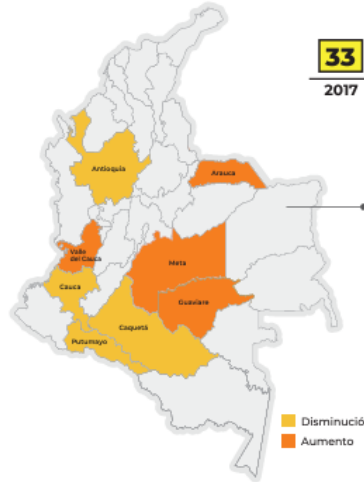 33
2017
Antioquia
Arauca
Valle
del Cauca
Meta
Cauca
Guaviare
Caquetá
Putumayo
Disminució
Aumento